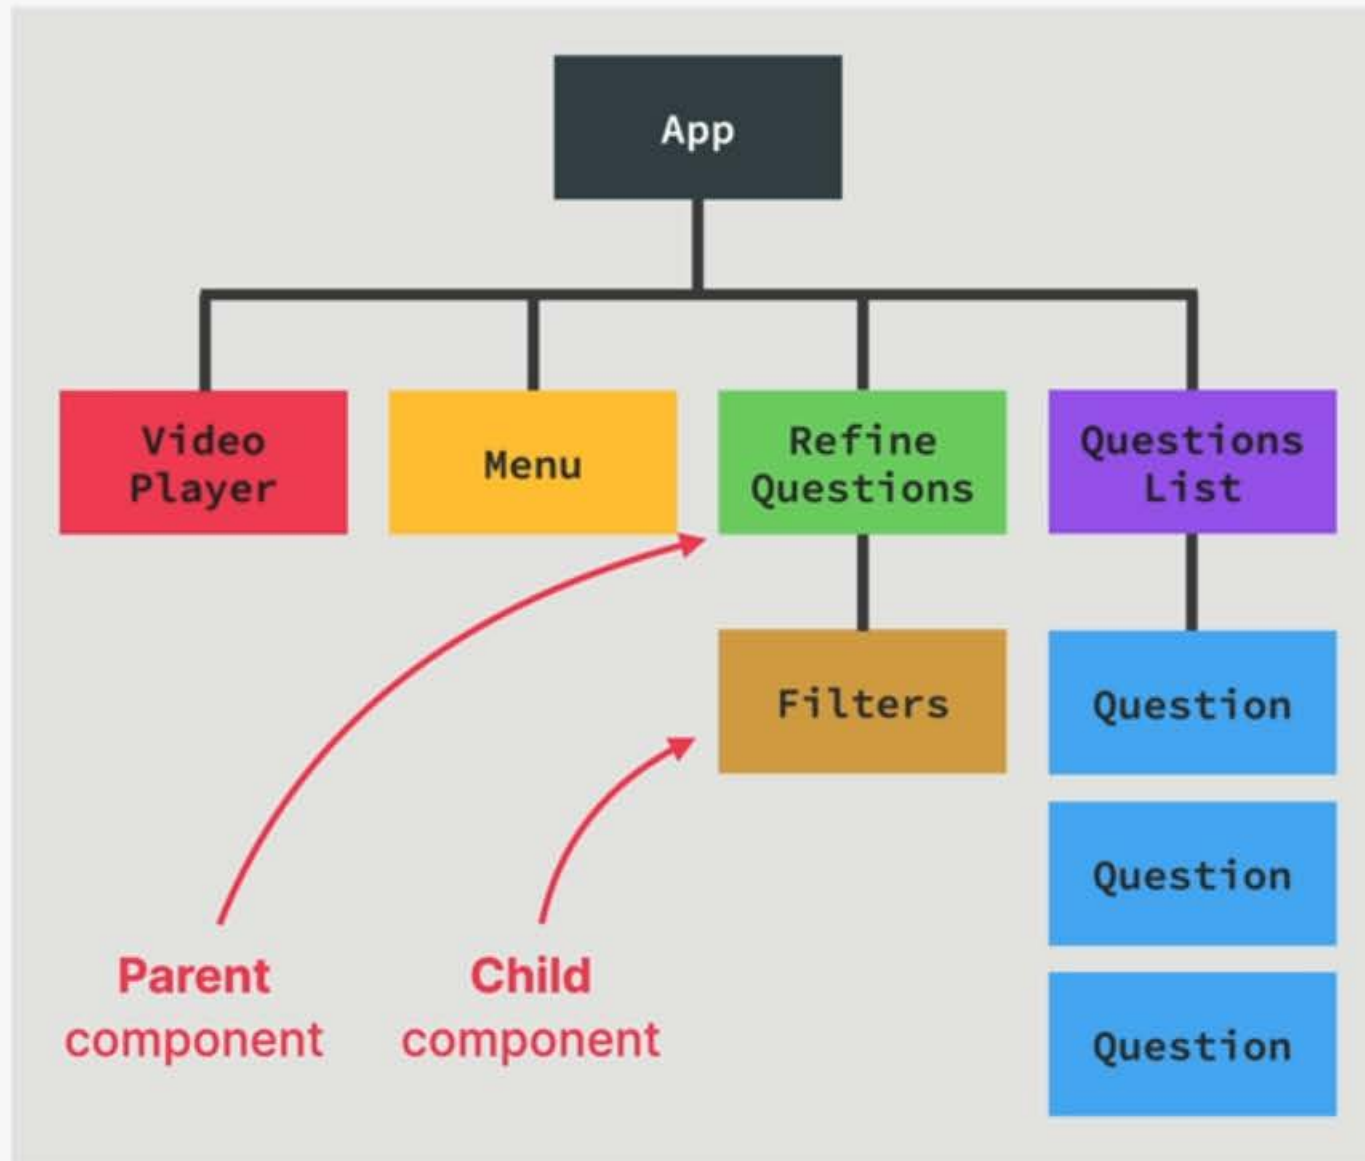 App
Video
Player
Menu
Refine
Questions
Questions
List
Filters
Question
Question
Question
Parent
component
Child
component